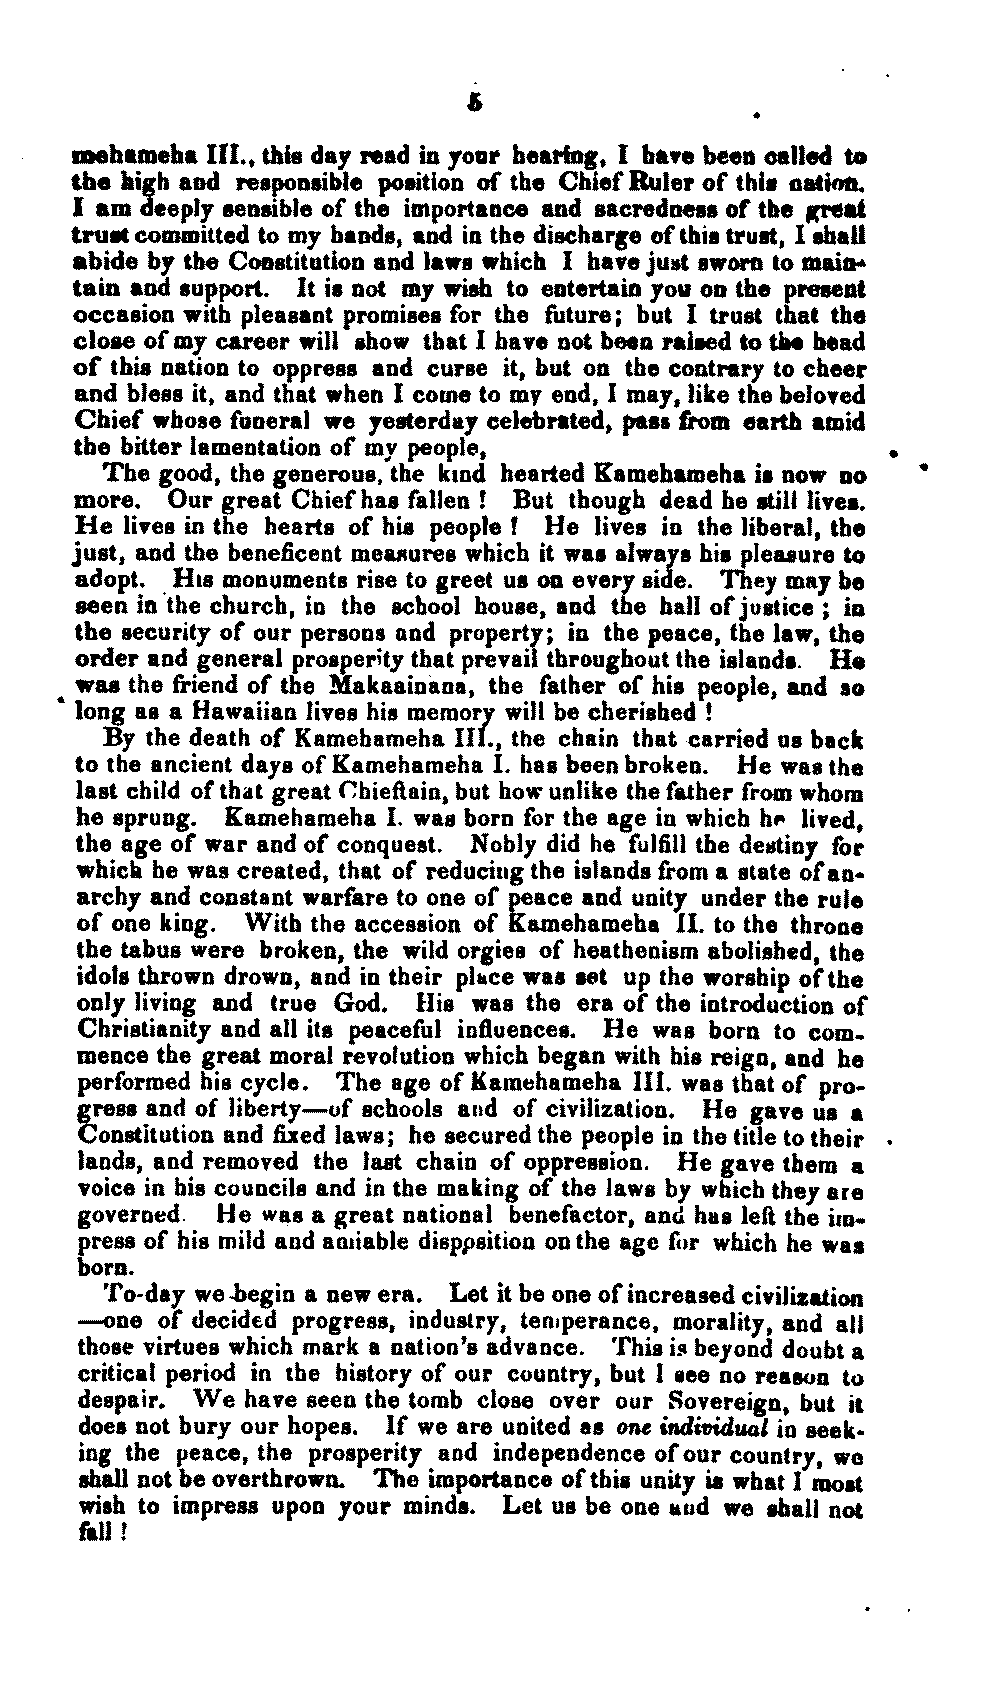 5
mehameha III., this day read in your hearing, I have been called to
the high and responsible position of the Chief Ruler of this nation.
I am deeply sensible of the importance and sacredness of the great
trust committed to my hands, and in the discharge of this trust, I shall
abide by the Constitution and laws which I have just sworn to main-
tain and support. It is not my wish to entertain you on the present
occasion with pleasant promises for the future; but I trust that the
close of my career will show that I have not been raised to the head
of this nation to oppress and curse it, but on the contrary to cheer
and bless it, and that when I come to my end, I may, like the beloved
Chief whose funeral we yesterday celebrated, pass from earth amid
the bitter lamentation of my people,
The good, the generous, the kind hearted Kamehameha is now no
more. Our great Chief has fallen! But though dead he still lives.
He lives in the hearts of his people! He lives in the liberal, the
just, and the beneficent measures which it was always his pleasure to
adopt. His monuments rise to greet us on every side. They may be
seen in the church, in the school house, and the hall of justice; in
the security of our persons and property; in the peace, the law, the
order and general prosperity that prevail throughout the islands. He
was the friend of the Makaainana, the father of his people, and so
long as a Hawaiian lives his memory will be cherished!
By the death of Kamehameha III., the chain that carried us back
to the ancient days of Kamehameha I. has been broken. He was the
last child of that great Chieftain, but how unlike the father from whom
he sprung. Kamehameha I. was born for the age in which he lived,
the age of war and of conquest. Nobly did he fulfill the destiny for
which he was created, that of reducing the islands from a state of an-
archy and constant warfare to one of peace and unity under the rule
of one king. With the accession of Kamehameha II. to the throne
the tabus were broken, the wild orgies of heathenism abolished, the
idols thrown drown, and in their place was set up the worship of the
only living and true God. His was the era of the introduction of
Christianity and all its peaceful influences. He was born to com-
mence the great moral revolution which began with his reign, and he
performed his cycle. The age of Kamehameha III. was that of pro-
gress and of liberty—of schools and of civilization. He gave us a
Constitution and fixed laws; he secured the people in the title to their
lands, and removed the last chain of oppression. He gave them a
voice in his councils and in the making of the laws by which they are
governed. He was a great national benefactor, and has left the im-
press of his mild and amiable disppsition on the age for which he was
born.
To-day we begin a new era. Let it be one of increased civilization
—one of decided progress, industry, temperance, morality, and all
those virtues which mark a nation's advance. This is beyond doubt a
critical period in the history of our country, but I see no reason to
despair. We have seen the tomb close over our Sovereign, but it
does not bury our hopes. If we are united as one individual in seek-
ing the peace, the prosperity and independence of our country, we
shall not be overthrown. The importance of this unity is what I most
wish to impress upon your minds. Let us be one and we shall not
fall!